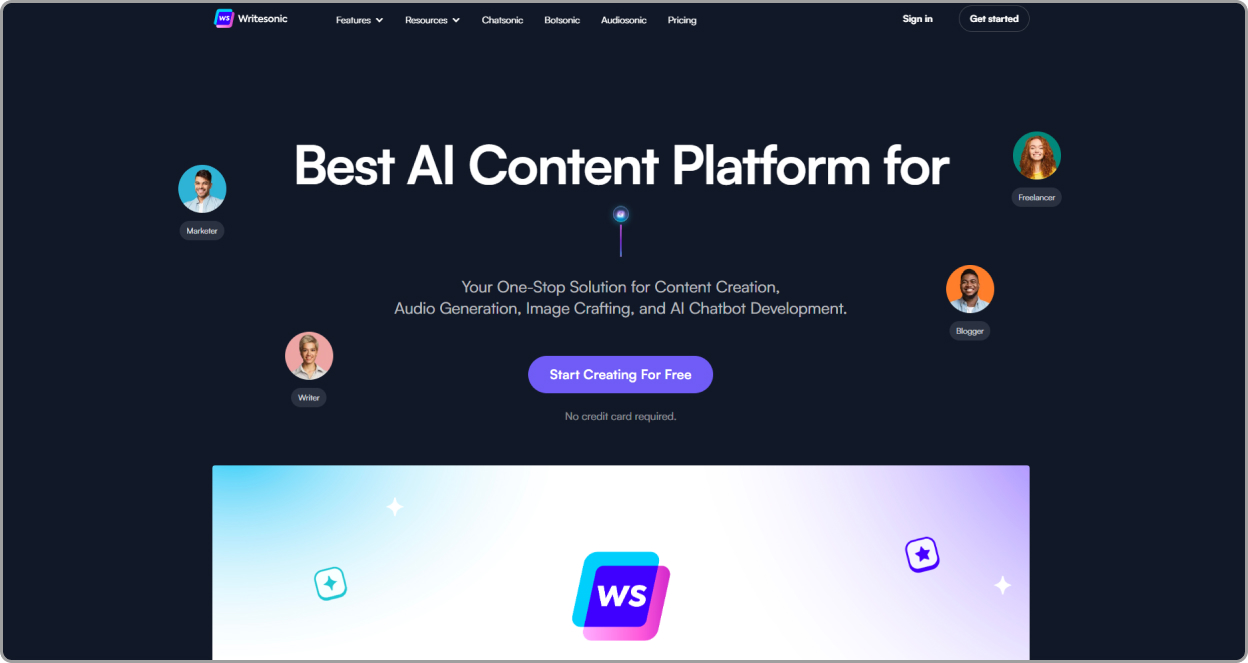 WS Writesonic Features Resources Chatsonic Botsonic Audiosonic Pricing Sign in Get started
Best AI Content Platform for
Marketer
Freelancer
Your One-Stop Solution for Content Creation,
Audio Generation, Image Crafting, and AI Chatbot Development.
Blogger
Start Creating For Free
Writer
No credit card required.
WS